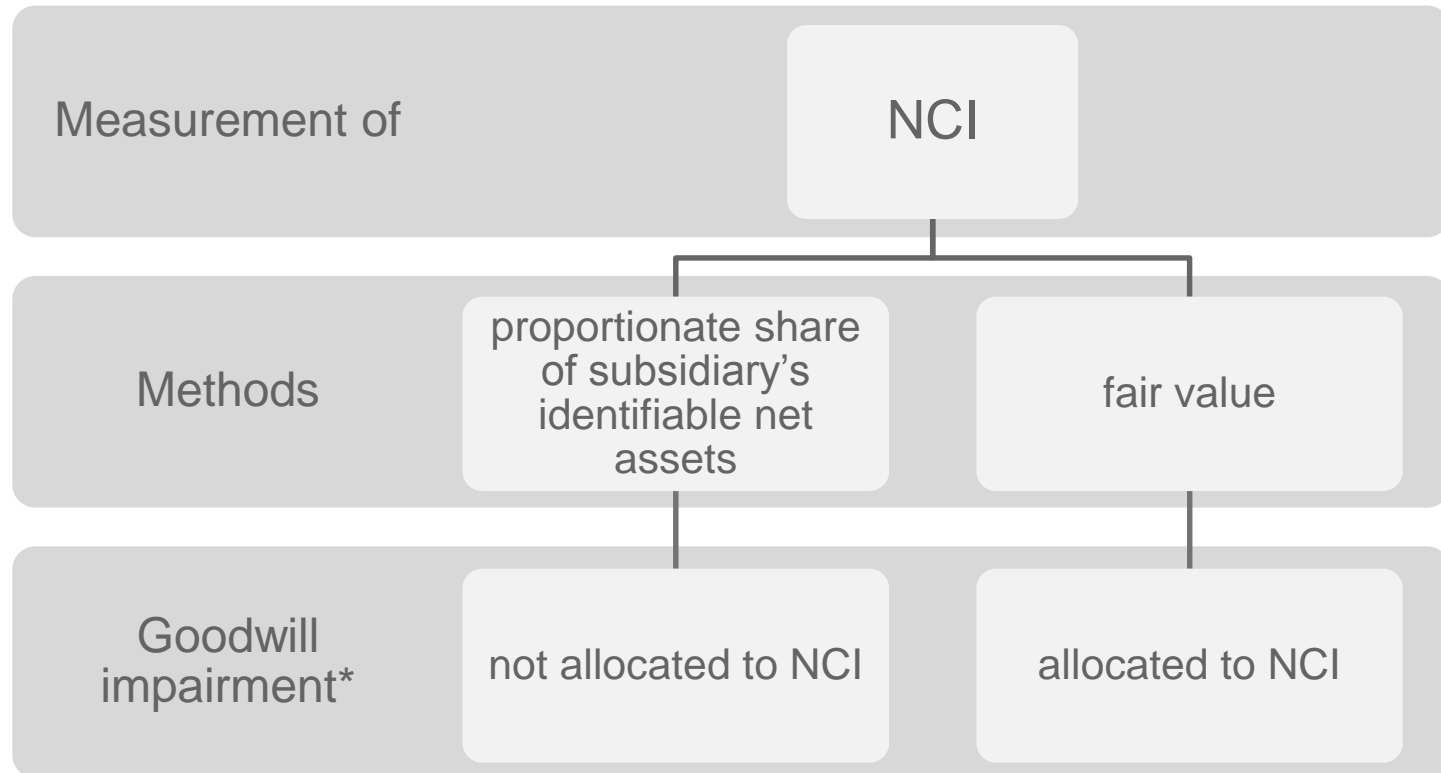 Measurement of
NCI
Methods
proportionate share
of subsidiary’s
identifiable net
assets
fair value
Goodwill
impairment*
not allocated to NCI
allocated to NCI